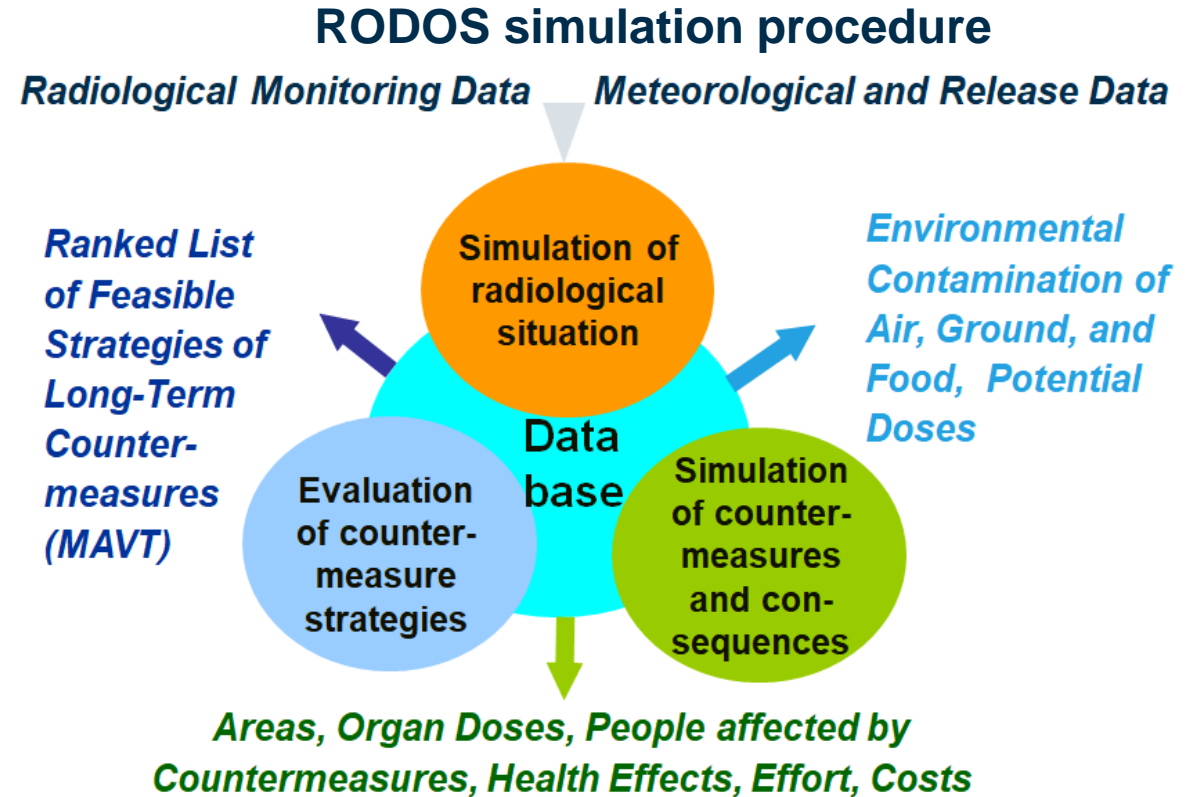 RODOS simulation procedure
Radiological Monitoring Data
Meteorological and Release Data
Simulation of
radiological
situation
Ranked List
of Feasible
Strategies of
Long-Term
Counter-
measures
(MAVT)
Environmental
Contamination of
Air, Ground, and
Food, Potential
Doses
Data
base
Evaluation
of counter-
measure
strategies
Simulation
of counter-
measures
and con-
sequences
Areas, Organ Doses, People affected by
Countermeasures, Health Effects, Effort, Costs